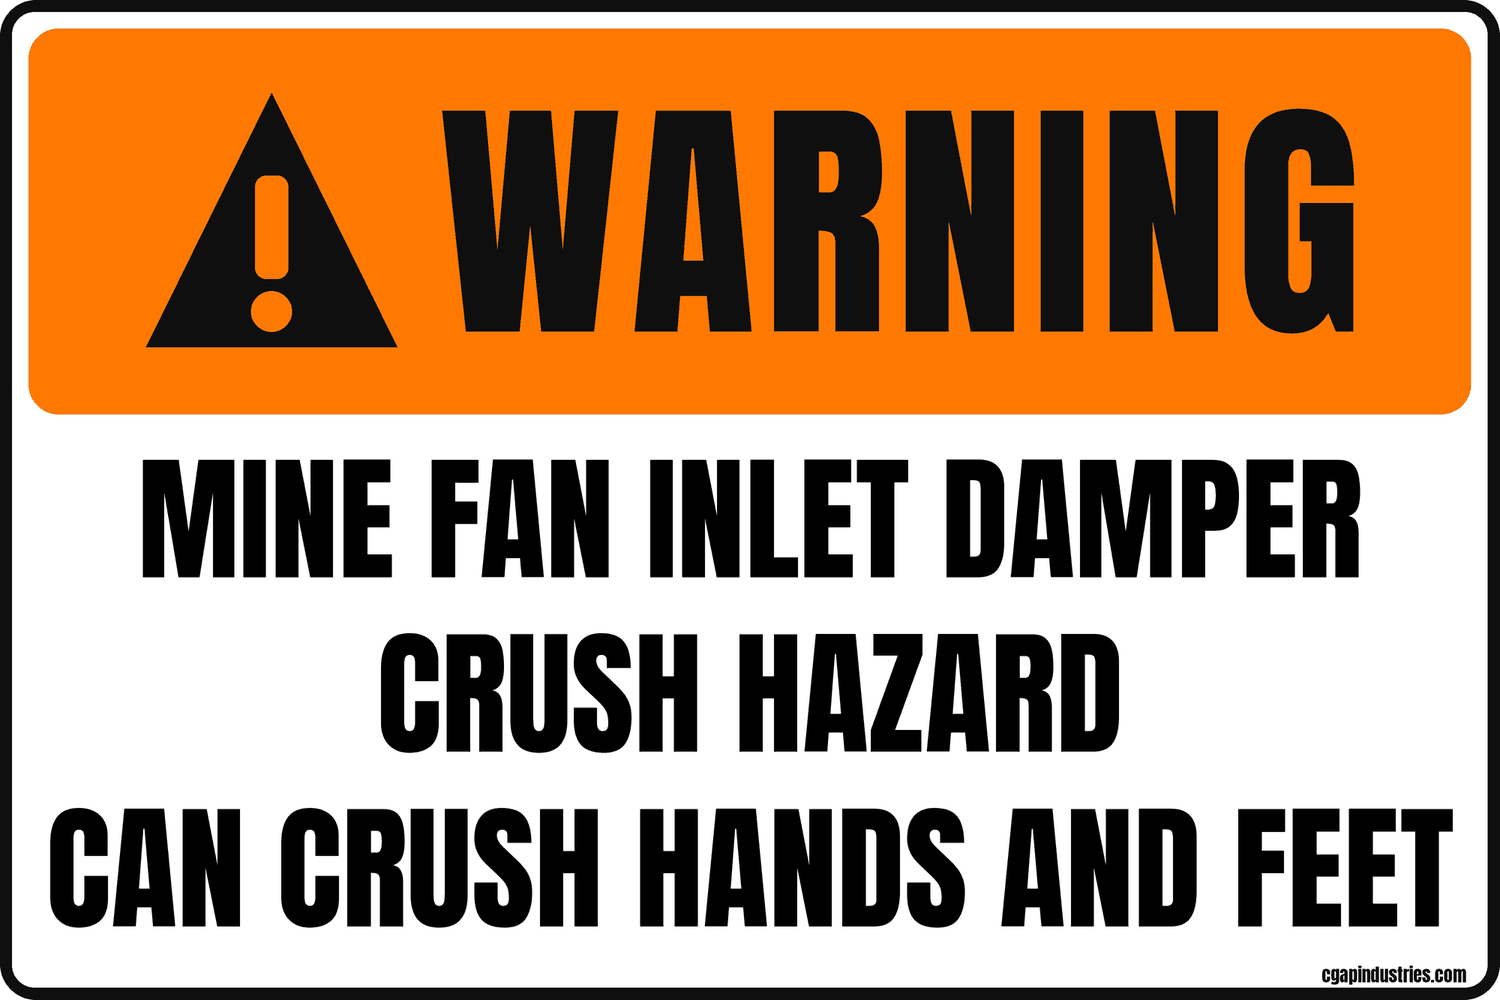 WARNING
MINE FAN INLET DAMPER
CRUSH HAZARD
CAN CRUSH HANDS AND FEET
cgapindustries.com